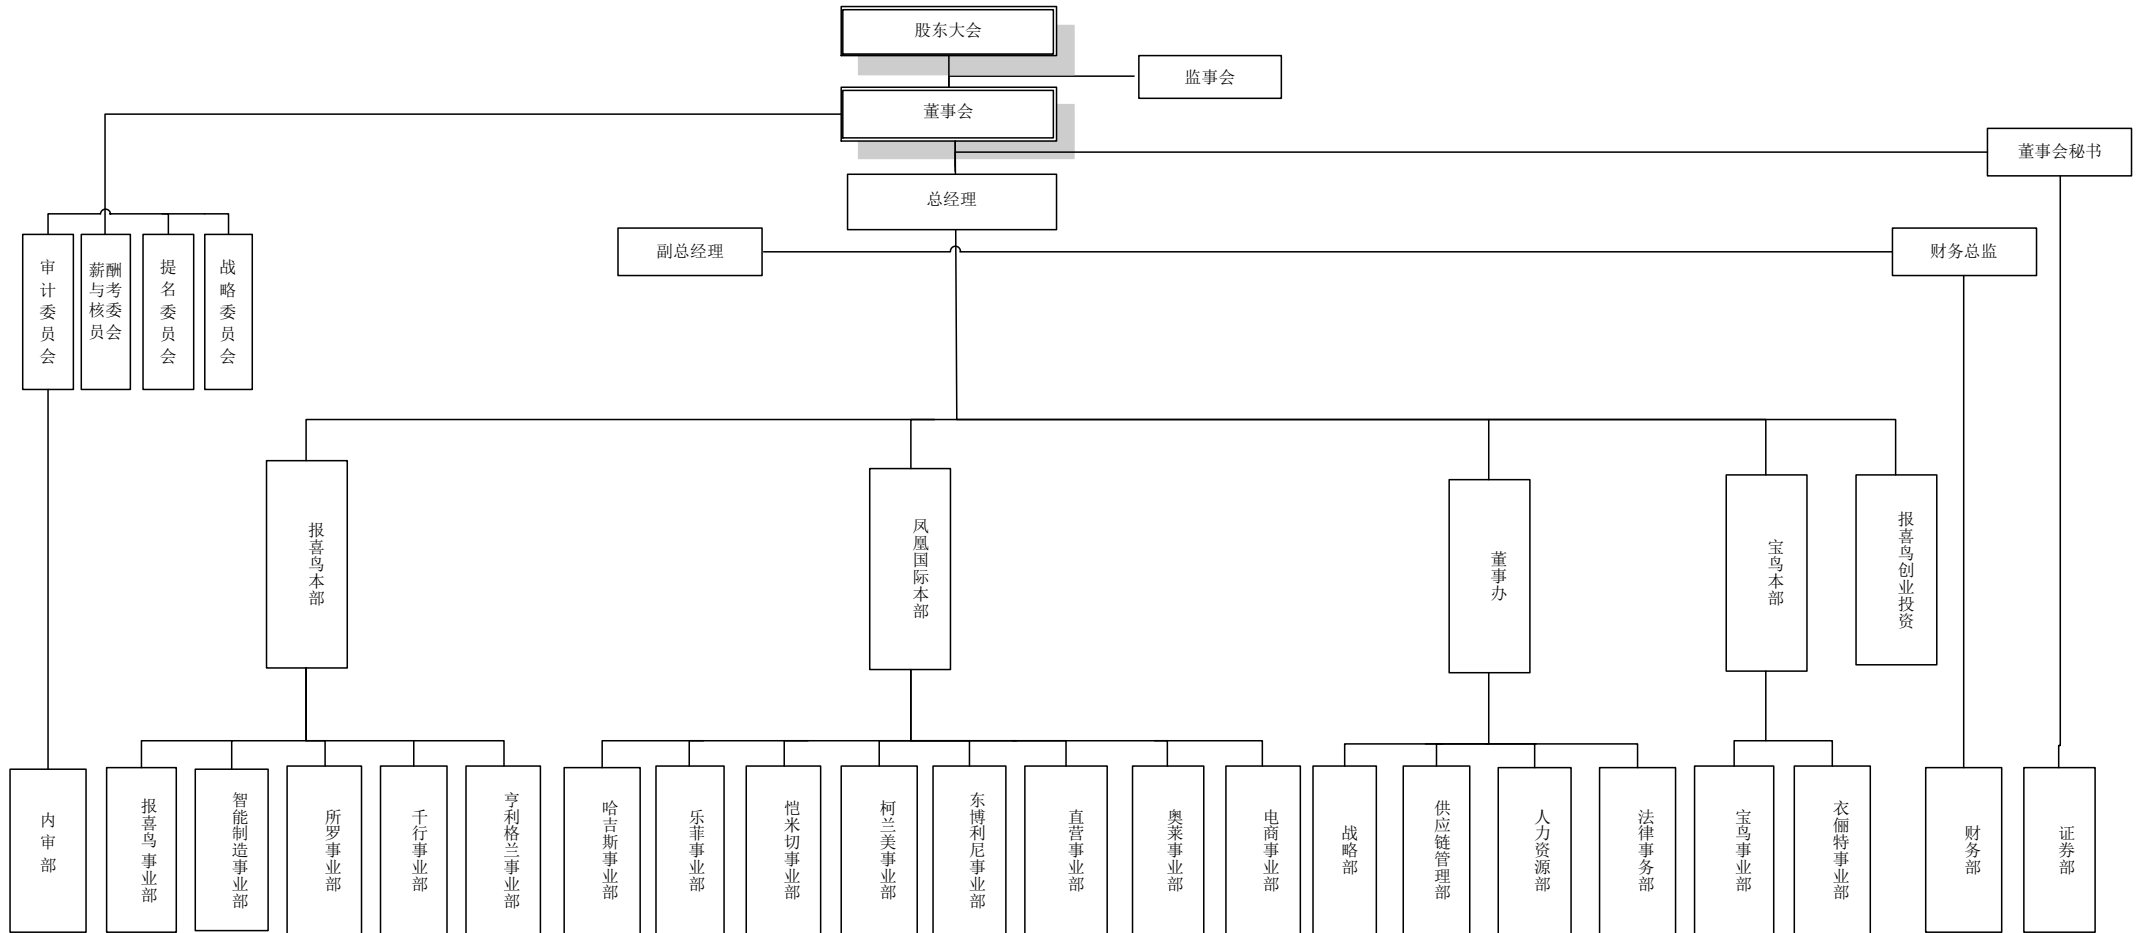 股东大会
监事会
董事会
董事会秘书
总经理
副总经理
财务总监
审计委员会
薪酬
与考
核委
员会
提名委员会
战略委员会
报喜鸟本部
凤凰国际本部
董事办
宝鸟本部
报喜鸟创业投资
内审部
报喜鸟 事业部
智能制造事业部
所罗事业部
千行事业部
亨利格兰事业部
哈吉斯事业部
乐菲事业部
恺米切事业部
柯兰美事业部
东博利尼事业部
直营事业部
奥莱事业部
电商事业部
战略部
供应链管理部
人力资源部
法律事务部
宝鸟事业部
衣俪特事业部
财务部
证券部